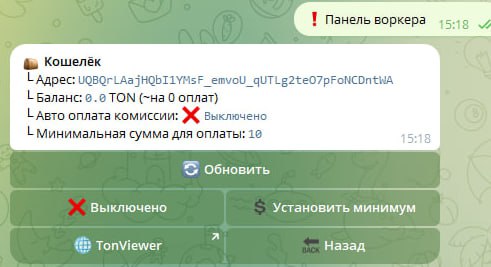 ❗ Панель воркера 15:18
Кошелёк
└ Адрес: UQBQrLAajHQbI1YMsF_emvoU_qUTLg2teO7pFoNCDntWA
└ Баланс: 0.0 TON (~на 0 оплат)
└ Авто оплата комиссии: ❌ Выключено
└ Минимальная сумма для оплаты: 10
15:18
🔄 Обновить
❌ Выключено
💲 Установить минимум
🌐 TonViewer
🔙 Назад